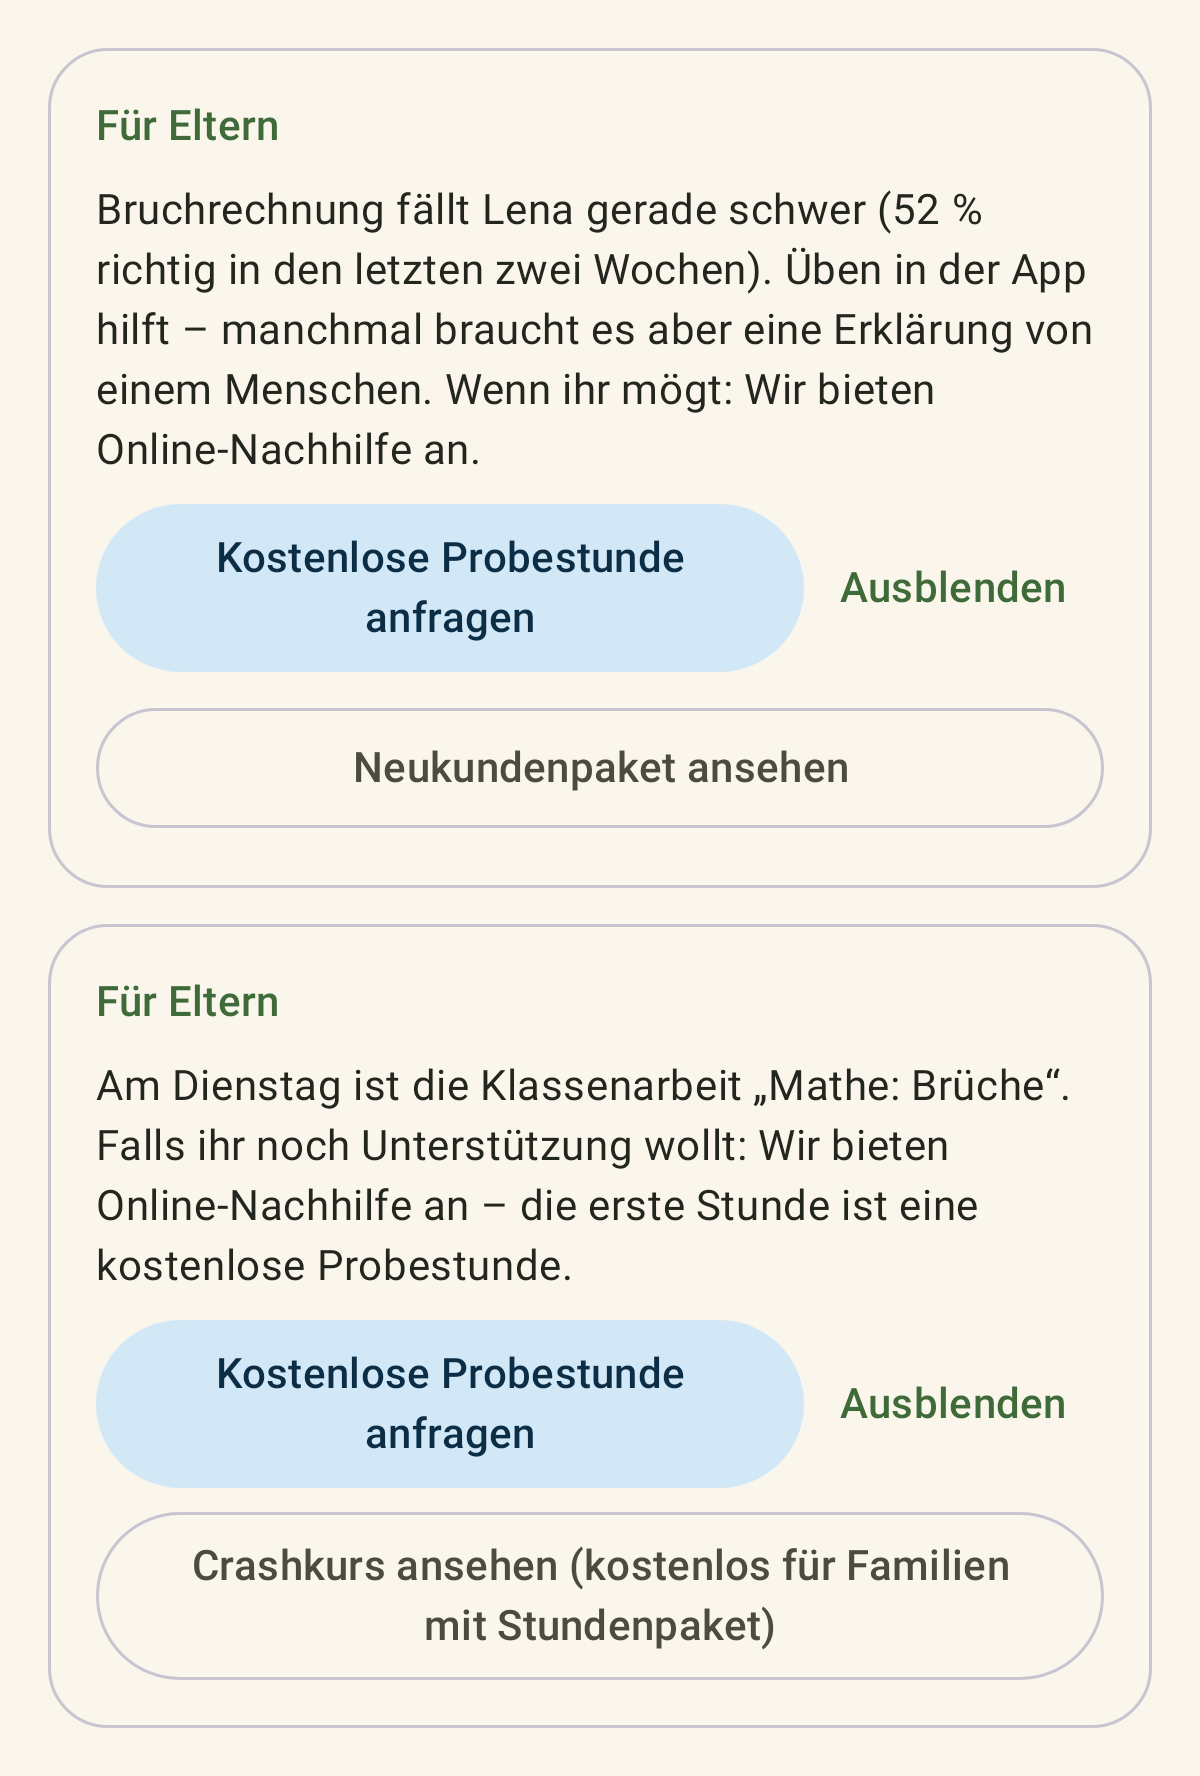 Für Eltern
Bruchrechnung fällt Lena gerade schwer (52 %
richtig in den letzten zwei Wochen). Üben in der App
hilft – manchmal braucht es aber eine Erklärung von
einem Menschen. Wenn ihr mögt: Wir bieten
Online-Nachhilfe an.
Kostenlose Probestunde
anfragen
Ausblenden
Neukundenpaket ansehen
Für Eltern
Am Dienstag ist die Klassenarbeit „Mathe: Brüche“.
Falls ihr noch Unterstützung wollt: Wir bieten
Online-Nachhilfe an – die erste Stunde ist eine
kostenlose Probestunde.
Kostenlose Probestunde
anfragen
Ausblenden
Crashkurs ansehen (kostenlos für Familien
mit Stundenpaket)